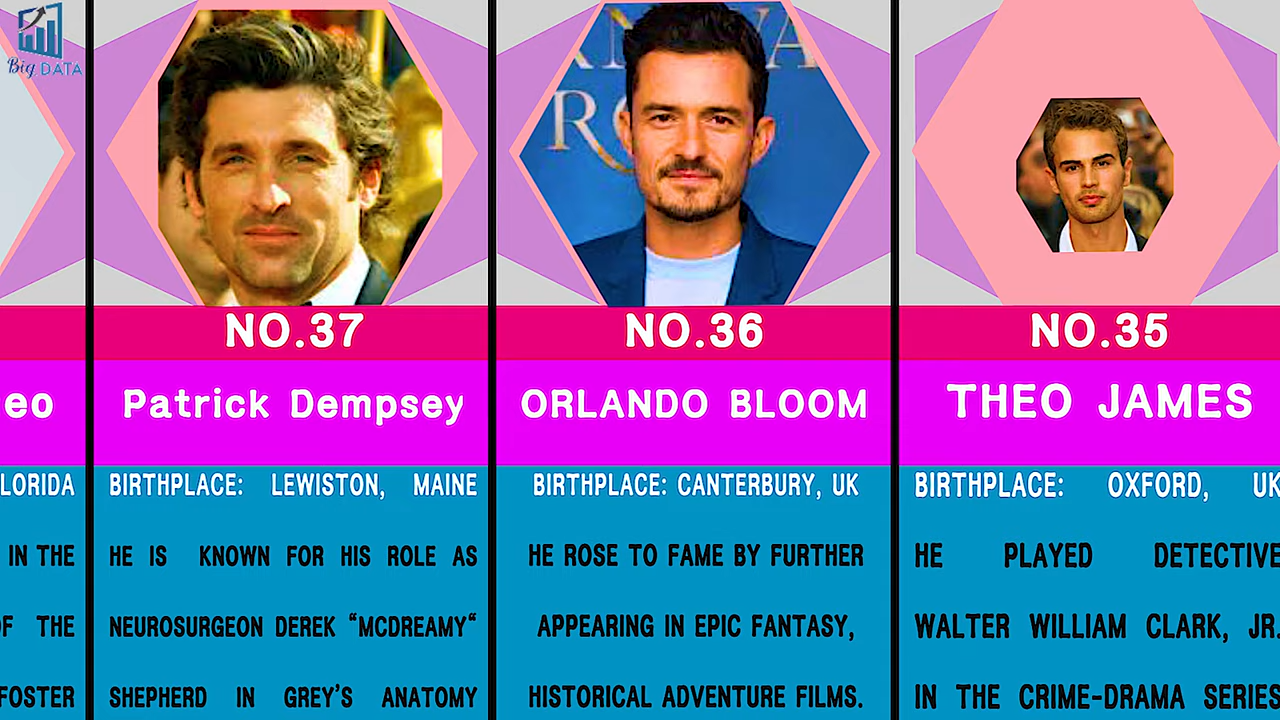 Big DATA
NO.37
NO.36
NO.35
eo
Patrick Dempsey
ORLANDO BLOOM
THEO JAMES
LORIDA
IN THE
OF THE
FOSTER
BIRTHPLACE: LEWISTON, MAINE
HE IS KNOWN FOR HIS ROLE AS
NEUROSURGEON DEREK “MCDREAMY“
SHEPHERD IN GREY’S ANATOMY
BIRTHPLACE: CANTERBURY, UK
HE ROSE TO FAME BY FURTHER
APPEARING IN EPIC FANTASY,
HISTORICAL ADVENTURE FILMS.
BIRTHPLACE: OXFORD, UK
HE PLAYED DETECTIVE
WALTER WILLIAM CLARK, JR.
IN THE CRIME-DRAMA SERIES